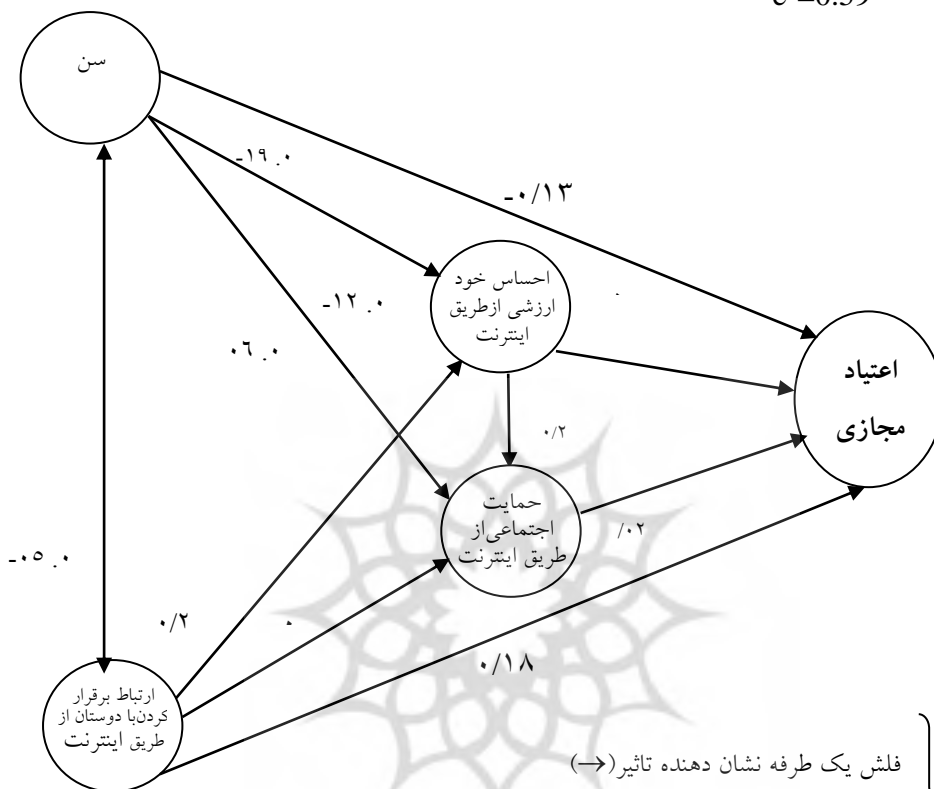 سن
-۱۹ .۰
-۰/۱۳
احساس خود
ارزشی ازطریق
اینترنت
-۱۲ .۰
۰۶ .۰
اعتیاد
مجازی
۰/۲
حمایت
اجتماعی‌از
طریق اینترنت
/۰۲
-۰۵ .۰
۰/۲
۰
۰/۱۸
ارتباط برقرار
کردن‌با دوستان از
طریق اینترنت
فلش یک طرفه نشان دهنده تاثیر(→)